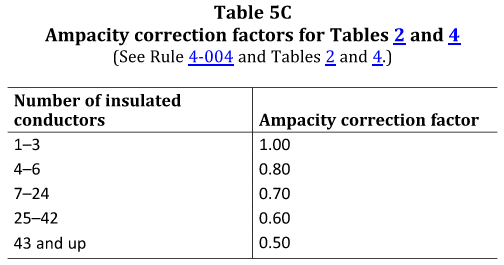 Table 5C
Ampacity correction factors for Tables 2 and 4
(See Rule 4-004 and Tables 2 and 4.)
Number of insulated conductors Ampacity correction factor
1–3 1.00
4–6 0.80
7–24 0.70
25–42 0.60
43 and up 0.50